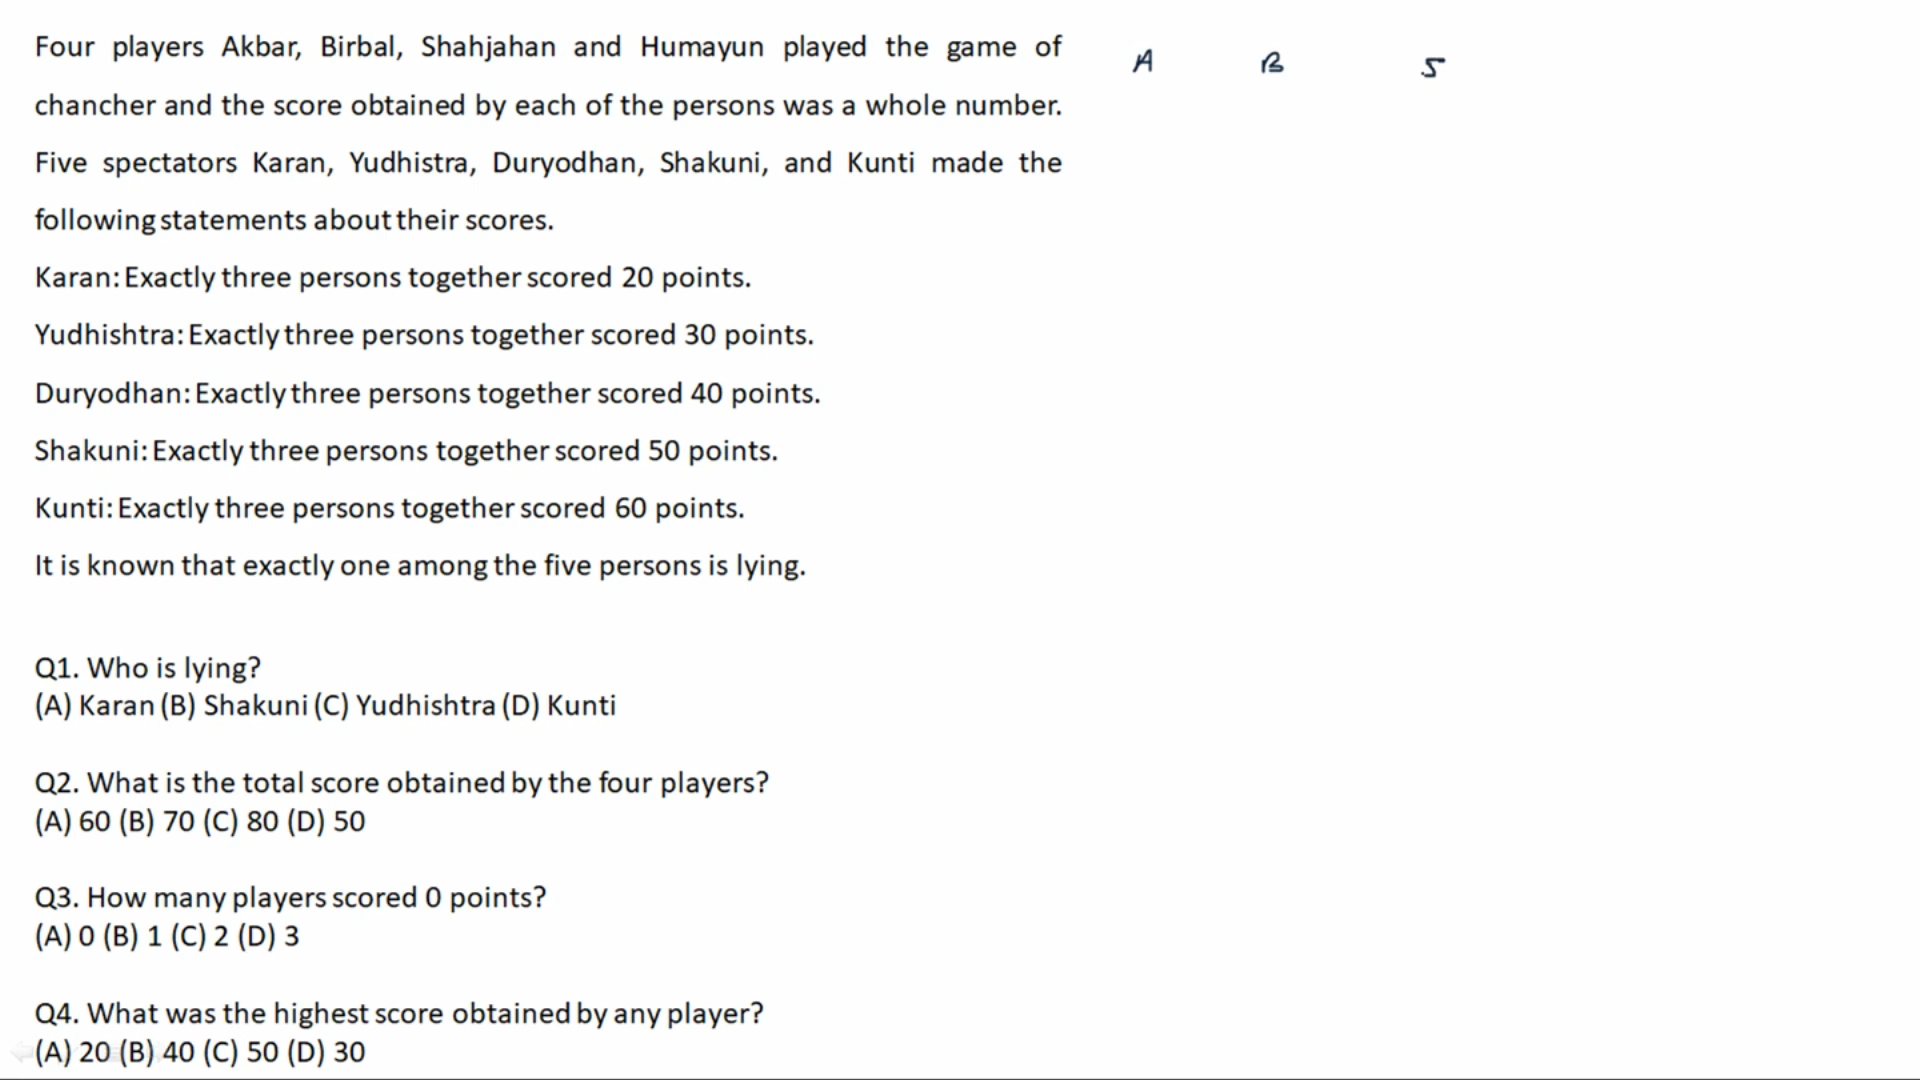 Four players Akbar, Birbal, Shahjahan and Humayun played the game of
chancher and the score obtained by each of the persons was a whole number.
Five spectators Karan, Yudhistra, Duryodhan, Shakuni, and Kunti made the
following statements about their scores.
Karan: Exactly three persons together scored 20 points.
Yudhishtra: Exactly three persons together scored 30 points.
Duryodhan: Exactly three persons together scored 40 points.
Shakuni: Exactly three persons together scored 50 points.
Kunti: Exactly three persons together scored 60 points.
It is known that exactly one among the five persons is lying.
Q1. Who is lying?
(A) Karan (B) Shakuni (C) Yudhishtra (D) Kunti
Q2. What is the total score obtained by the four players?
(A) 60 (B) 70 (C) 80 (D) 50
Q3. How many players scored 0 points?
(A) 0 (B) 1 (C) 2 (D) 3
Q4. What was the highest score obtained by any player?
(A) 20 (B) 40 (C) 50 (D) 30
A B S